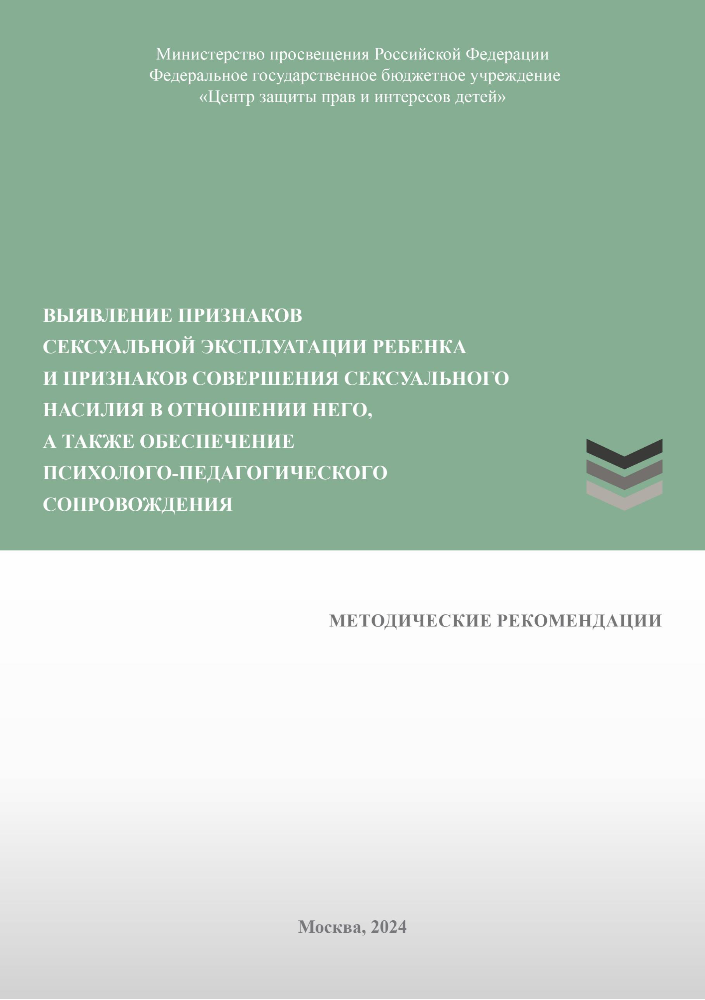 Министерство просвещения Российской Федерации
Федеральное государственное бюджетное учреждение
«Центр защиты прав и интересов детей»
ВЫЯВЛЕНИЕ ПРИЗНАКОВ
СЕКСУАЛЬНОЙ ЭКСПЛУАТАЦИИ РЕБЕНКА
И ПРИЗНАКОВ СОВЕРШЕНИЯ СЕКСУАЛЬНОГО
НАСИЛИЯ В ОТНОШЕНИИ НЕГО,
А ТАКЖЕ ОБЕСПЕЧЕНИЕ
ПСИХОЛОГО-ПЕДАГОГИЧЕСКОГО
СОПРОВОЖДЕНИЯ
МЕТОДИЧЕСКИЕ РЕКОМЕНДАЦИИ
Москва, 2024